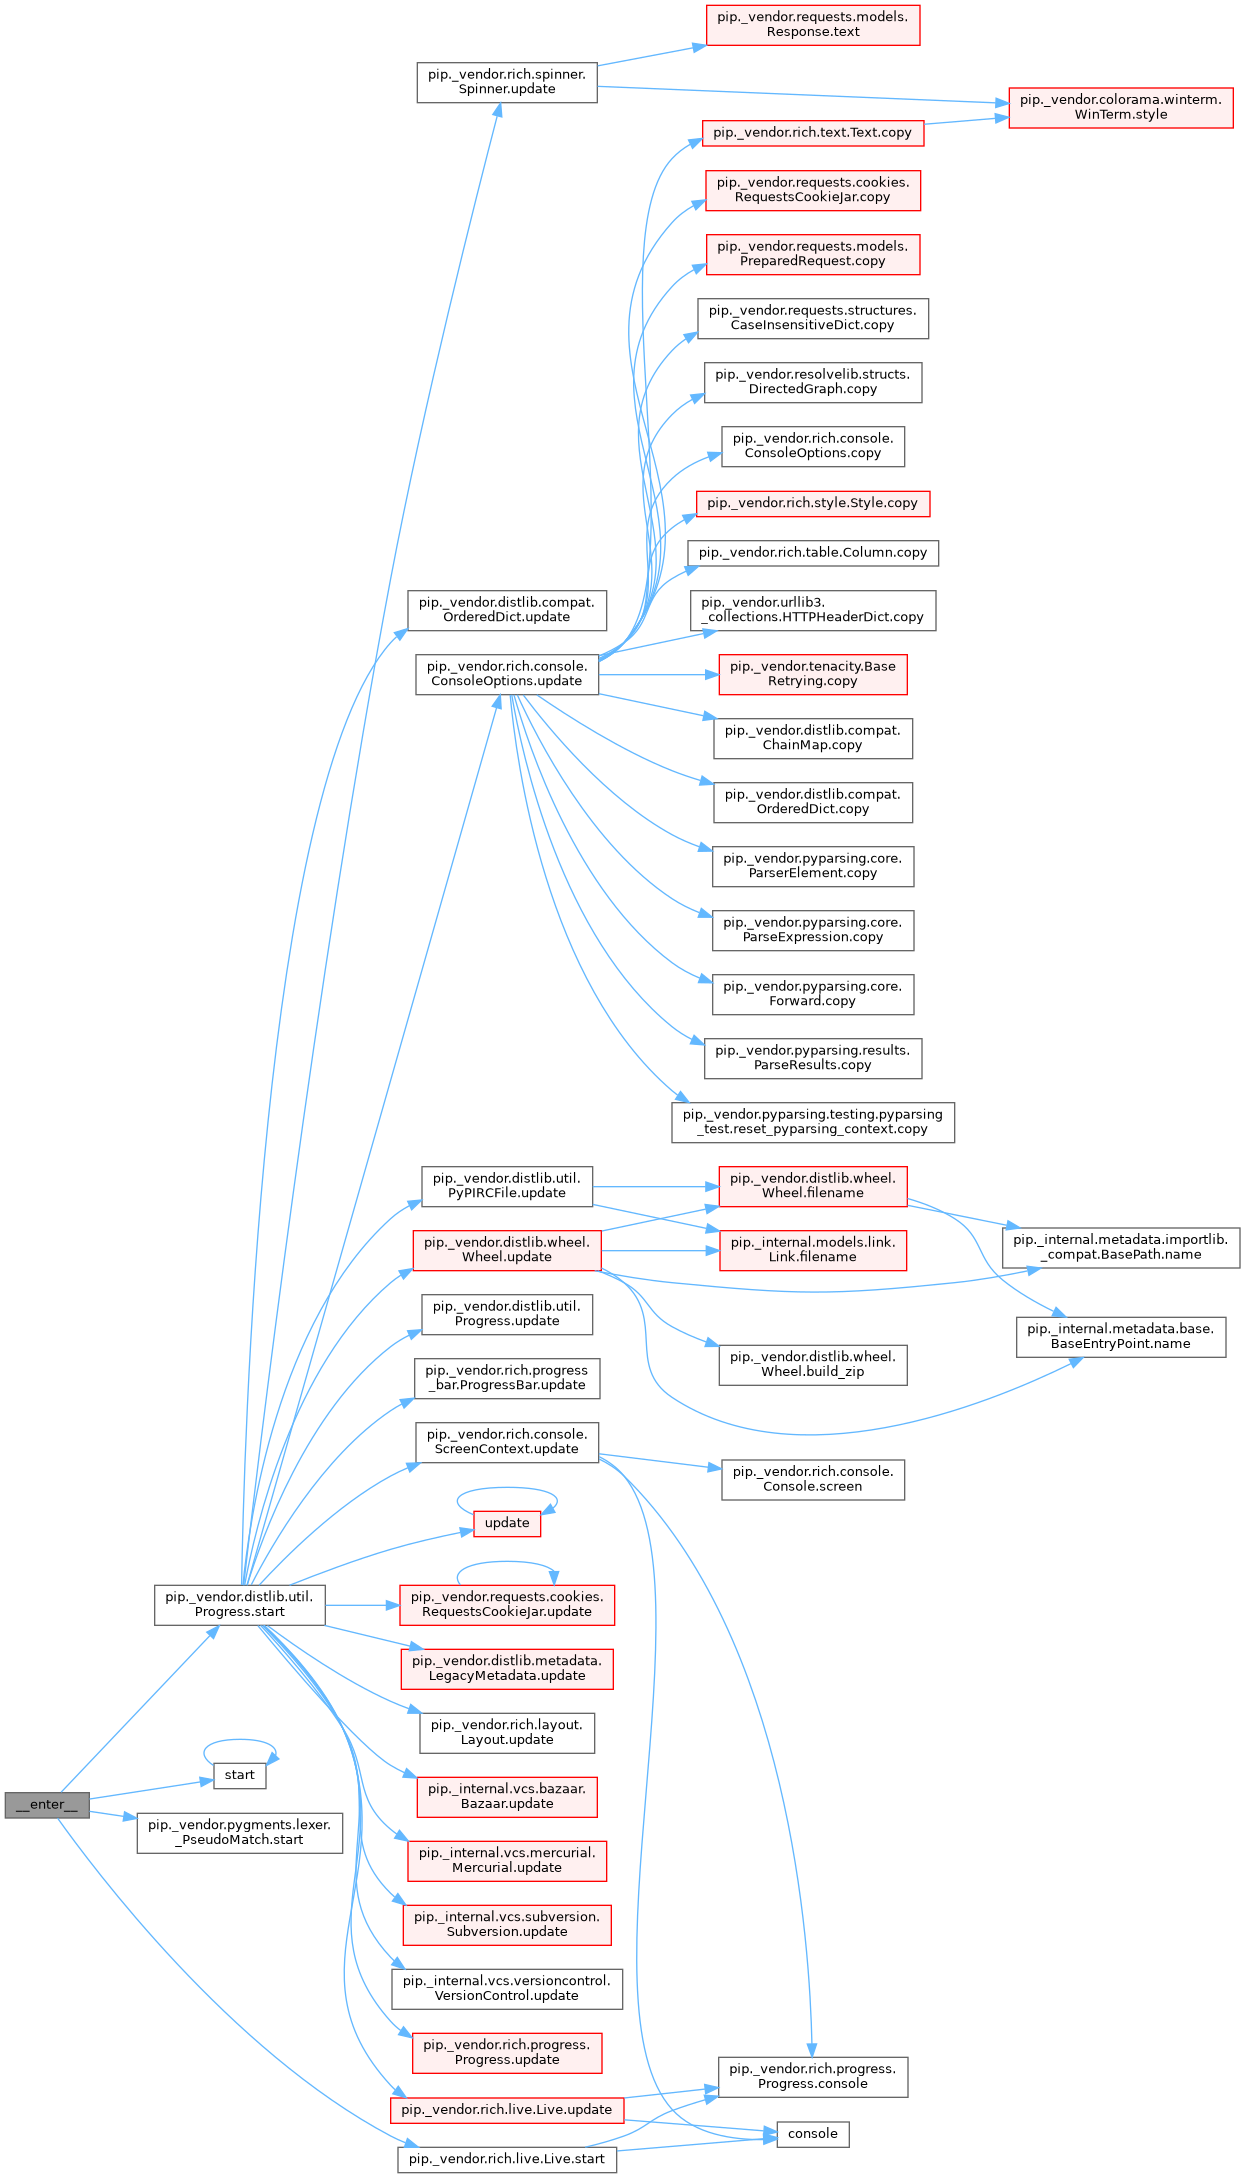 pip._vendor.requests.models.
Response.text
pip._vendor.rich.spinner.
Spinner.update
pip._vendor.colorama.winterm.
WinTerm.style
pip._vendor.rich.text.Text.copy
pip._vendor.requests.cookies.
RequestsCookieJar.copy
pip._vendor.requests.models.
PreparedRequest.copy
pip._vendor.requests.structures.
CaseInsensitiveDict.copy
pip._vendor.resolvelib.structs.
DirectedGraph.copy
pip._vendor.rich.console.
ConsoleOptions.copy
pip._vendor.rich.style.Style.copy
pip._vendor.rich.table.Column.copy
pip._vendor.distlib.compat.
OrderedDict.update
pip._vendor.urllib3.
_collections.HTTPHeaderDict.copy
pip._vendor.rich.console.
ConsoleOptions.update
pip._vendor.tenacity.Base
Retrying.copy
pip._vendor.distlib.compat.
ChainMap.copy
pip._vendor.distlib.compat.
OrderedDict.copy
pip._vendor.pyparsing.core.
ParserElement.copy
pip._vendor.pyparsing.core.
ParseExpression.copy
pip._vendor.pyparsing.core.
Forward.copy
pip._vendor.pyparsing.results.
ParseResults.copy
pip._vendor.pyparsing.testing.pyparsing
_test.reset_pyparsing_context.copy
pip._vendor.distlib.util.
PyPIRCFile.update
pip._vendor.distlib.wheel.
Wheel.filename
pip._vendor.distlib.wheel.
Wheel.update
pip._internal.models.link.
Link.filename
pip._internal.metadata.importlib.
_compat.BasePath.name
pip._vendor.distlib.util.
Progress.update
pip._internal.metadata.base.
BaseEntryPoint.name
pip._vendor.distlib.wheel.
Wheel.build_zip
pip._vendor.rich.progress
_bar.ProgressBar.update
pip._vendor.rich.console.
ScreenContext.update
pip._vendor.rich.console.
Console.screen
update
pip._vendor.distlib.util.
Progress.start
pip._vendor.requests.cookies.
RequestsCookieJar.update
pip._vendor.distlib.metadata.
LegacyMetadata.update
pip._vendor.rich.layout.
Layout.update
start
pip._internal.vcs.bazaar.
Bazaar.update
__enter__
pip._vendor.pygments.lexer.
_PseudoMatch.start
pip._internal.vcs.mercurial.
Mercurial.update
pip._internal.vcs.subversion.
Subversion.update
pip._internal.vcs.versioncontrol.
VersionControl.update
pip._vendor.rich.progress.
Progress.update
pip._vendor.rich.progress.
Progress.console
pip._vendor.rich.live.Live.update
console
pip._vendor.rich.live.Live.start